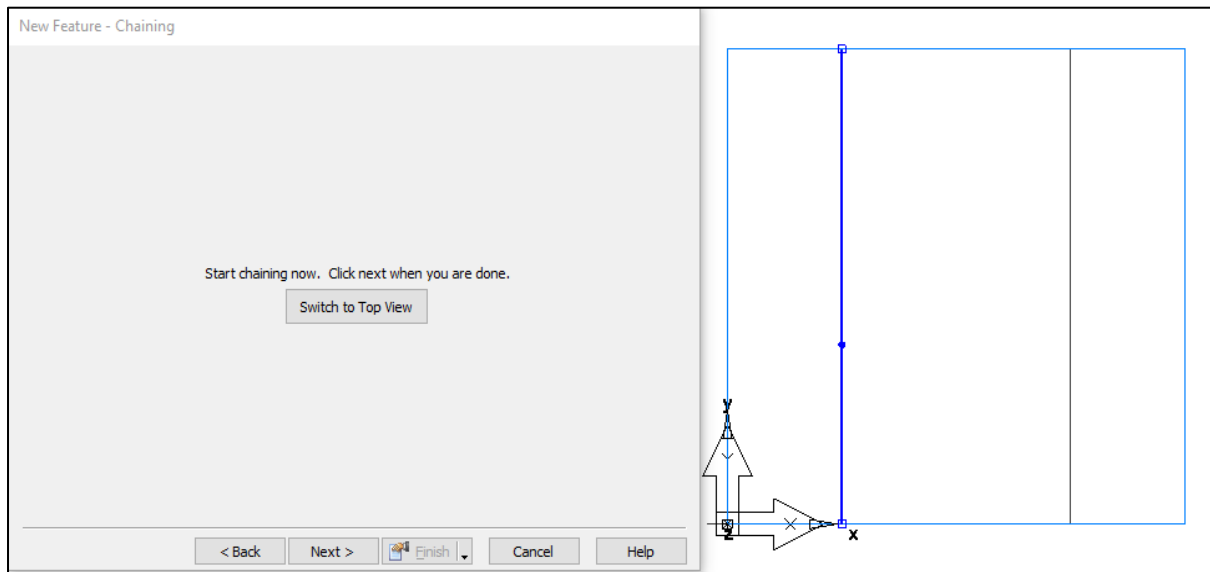 New Feature - Chaining
Start chaining now. Click next when you are done.
Switch to Top View
< Back
Next >
Finish
Cancel
Help
y
z
x